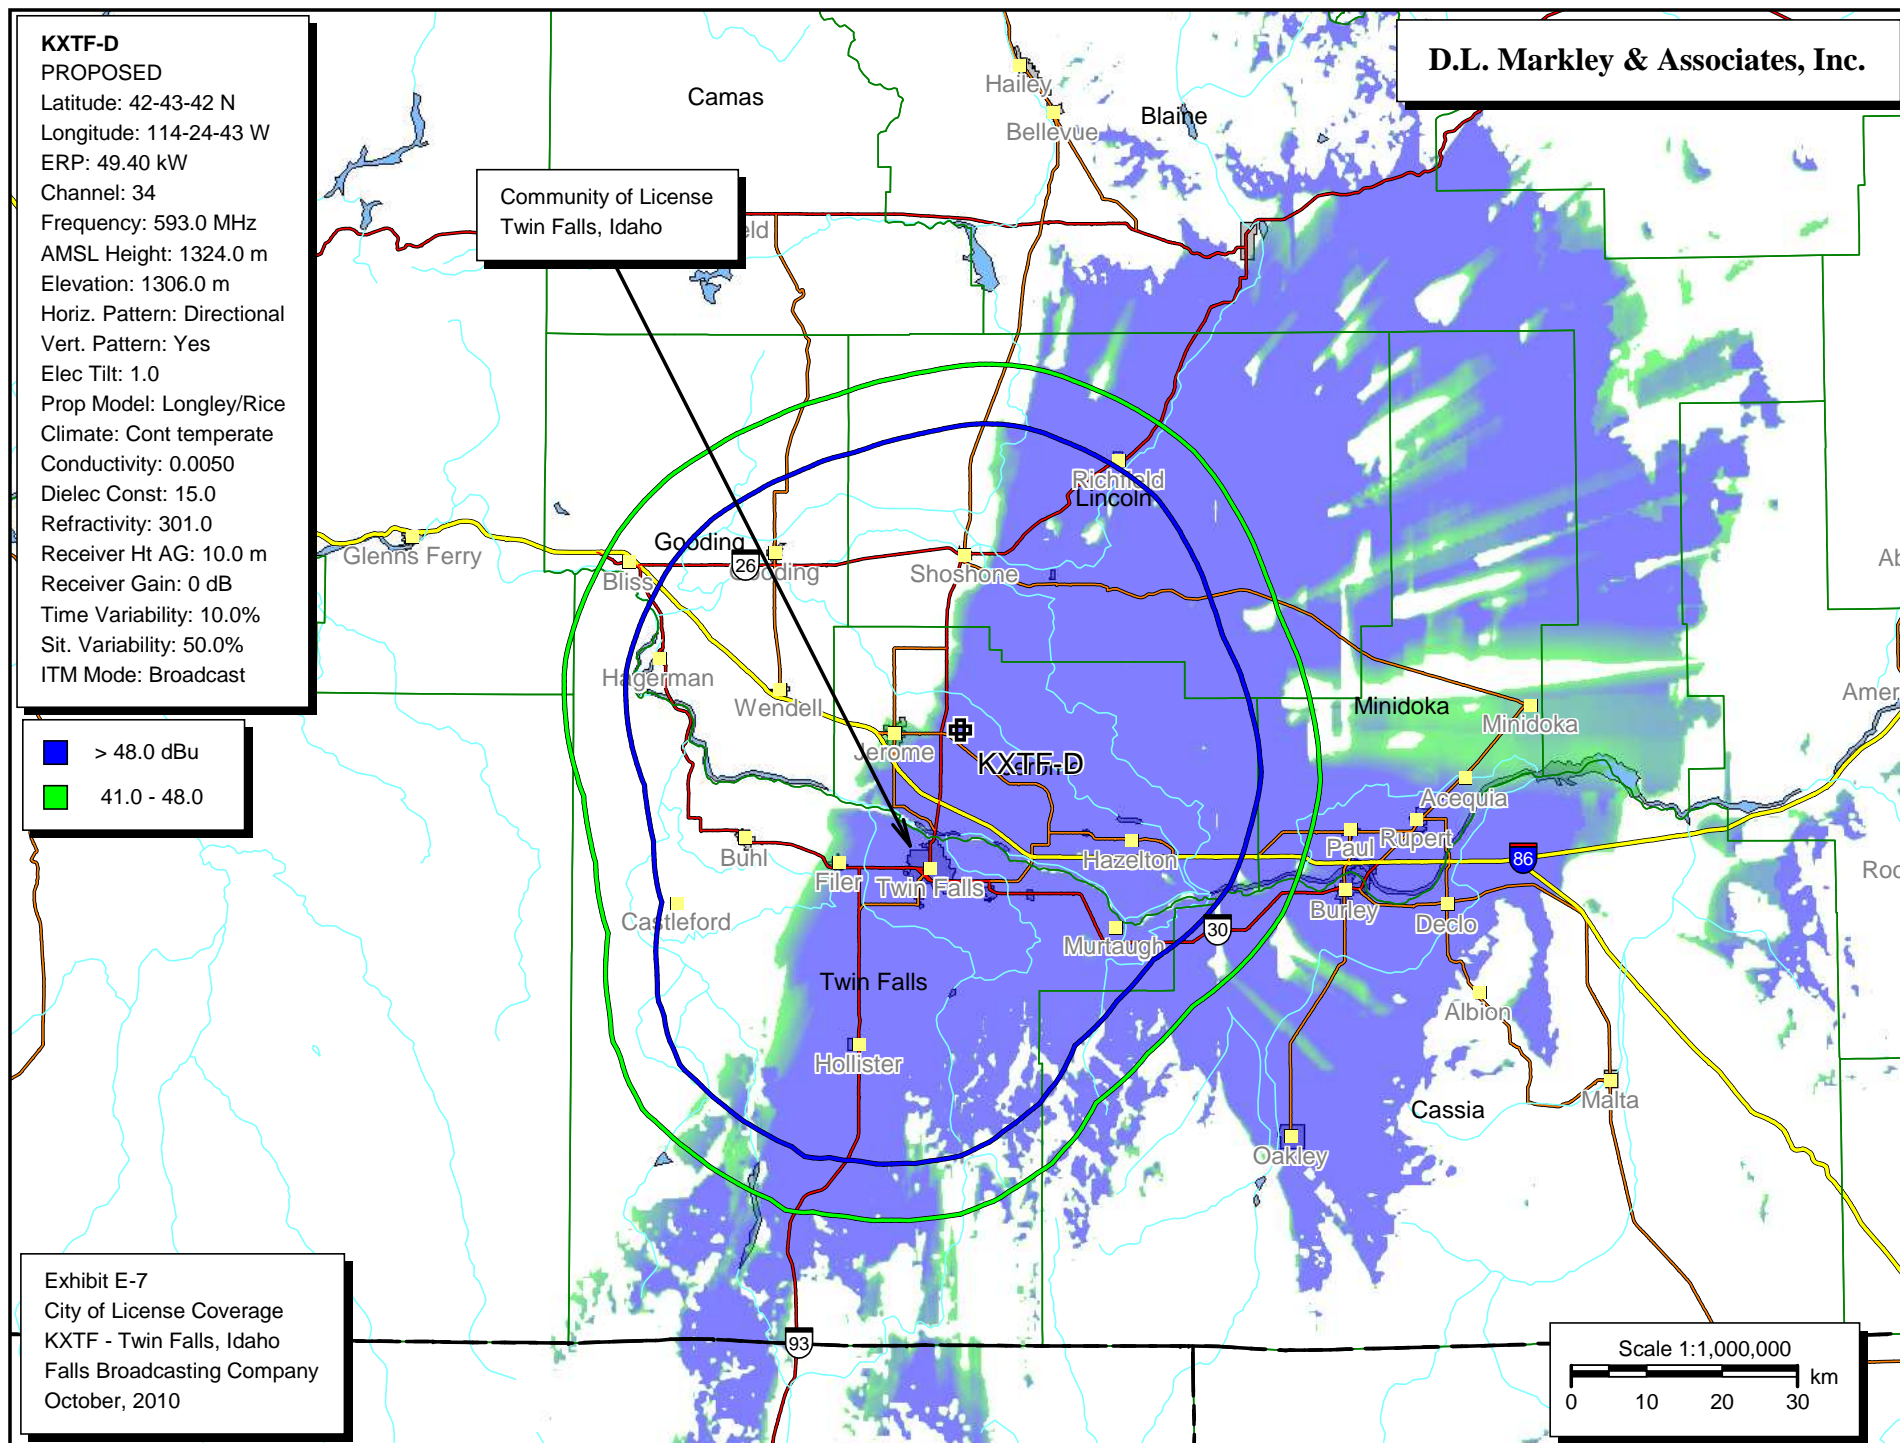 KXTF-D
PROPOSED
Latitude: 42-43-42 N
Longitude: 114-24-43 W
ERP: 49.40 kW
Channel: 34
Frequency: 593.0 MHz
AMSL Height: 1324.0 m
Elevation: 1306.0 m
Horiz. Pattern: Directional
Vert. Pattern: Yes
Elec Tilt: 1.0
Prop Model: Longley/Rice
Climate: Cont temperate
Conductivity: 0.0050
Dielec Const: 15.0
Refractivity: 301.0
Receiver Ht AG: 10.0 m
Receiver Gain: 0 dB
Time Variability: 10.0%
Sit. Variability: 50.0%
ITM Mode: Broadcast
> 48.0 dBu
41.0 - 48.0
D.L. Markley & Associates, Inc.
Community of License
Twin Falls, Idaho
Camas
Hailey
Bellevue
Blaine
Richfield
Lincoln
Glenns Ferry
Gooding
26
Gooding
Bliss
Shoshone
Hagerman
Wendell
Jerome
KXTF-D
Minidoka
Minidoka
Acequia
Buhl
Filer
Twin Falls
Hazelton
Paul
Rupert
86
Castleford
Murtaugh
30
Burley
Declo
Twin Falls
Albion
Hollister
Cassia
Malta
Oakley
93
Exhibit E-7
City of License Coverage
KXTF - Twin Falls, Idaho
Falls Broadcasting Company
October, 2010
Scale 1:1,000,000
km
0 10 20 30